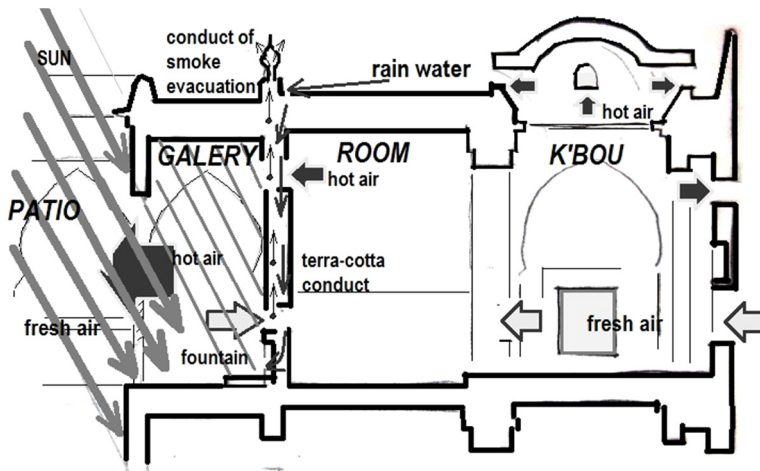 conduct of
smoke
evacuation
SUN
rain water
hot air
GALERY
ROOM
K'BOU
hot air
PATIO
hot air
terra-cotta
conduct
fresh air
fresh air
fountain